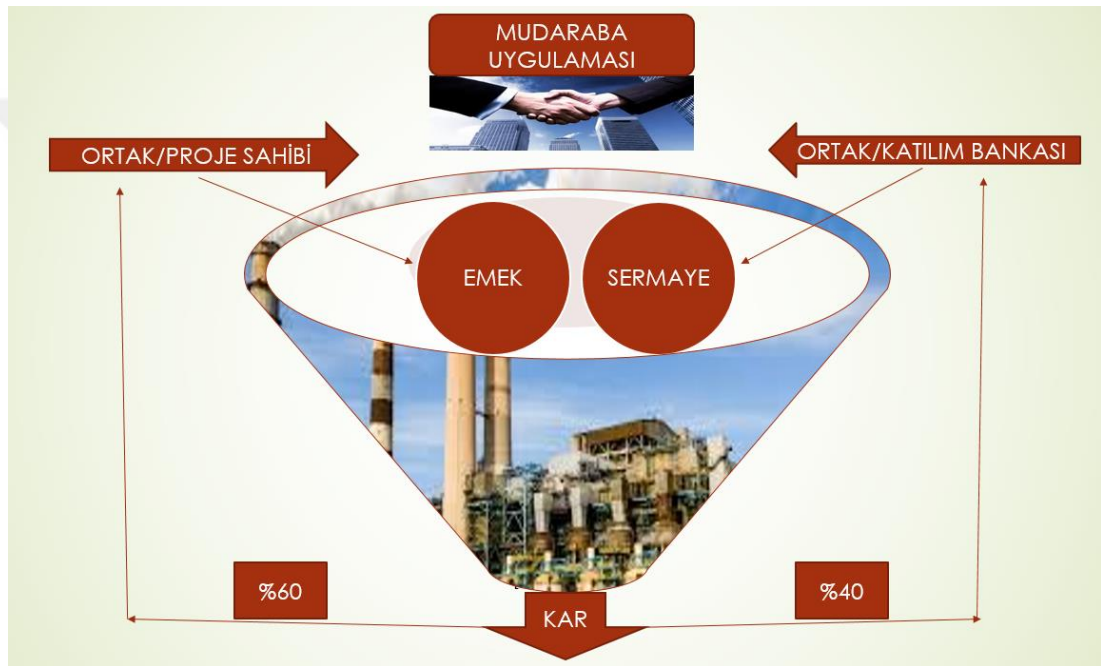 MUDARABA
UYGULAMASI
ORTAK/PROJE SAHİBİ
ORTAK/KATILIM BANKASI
EMEK
SERMAYE
%60
%40
KAR